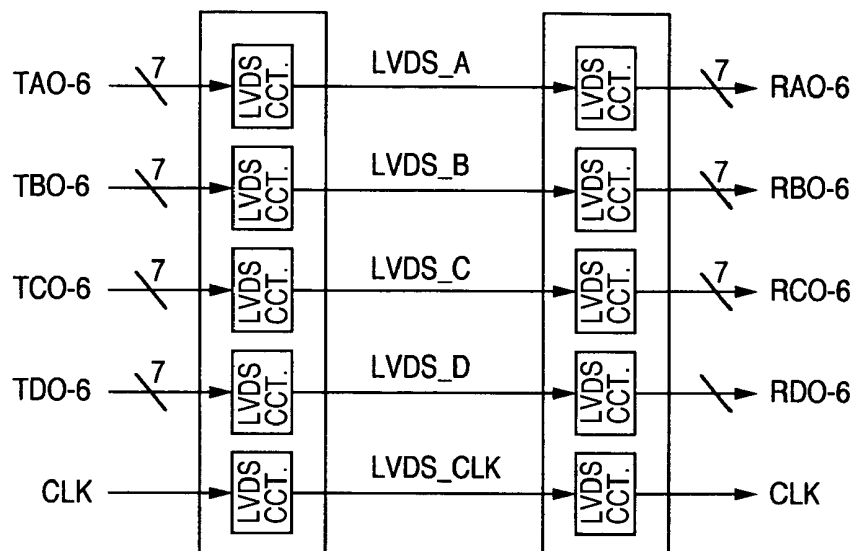 TAO-6 7 LVDS CCT. LVDS_A LVDS CCT. 7 RAO-6
TBO-6 7 LVDS CCT. LVDS_B LVDS CCT. 7 RBO-6
TCO-6 7 LVDS CCT. LVDS_C LVDS CCT. 7 RCO-6
TDO-6 7 LVDS CCT. LVDS_D LVDS CCT. RDO-6
CLK LVDS CCT. LVDS_CLK LVDS CCT. CLK